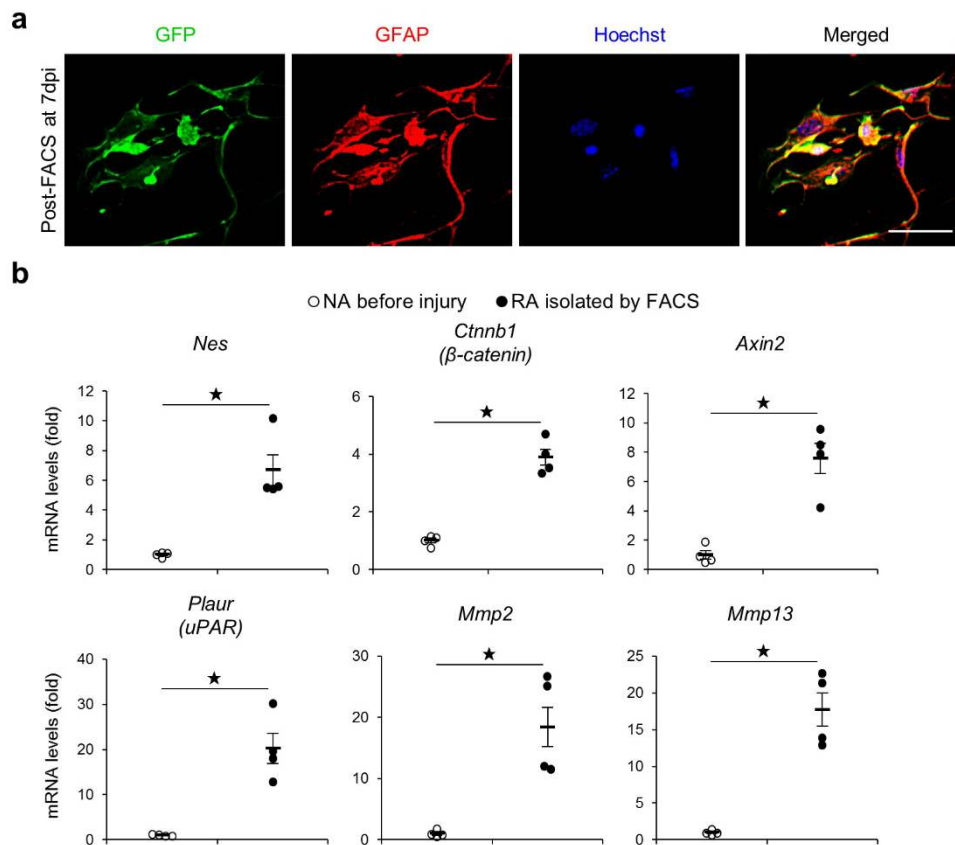 a
GFP GFAP Hoechst Merged
Post-FACS at 7dpi
b
○ NA before injury ● RA isolated by FACS
Nes
Ctnnb1
(β-catenin)
Axin2
mRNA levels (fold)
12
10
8
6
4
2
0
★
6
4
2
0
★
12
10
8
6
4
2
0
★
Plaur
(uPAR)
Mmp2
Mmp13
mRNA levels (fold)
40
30
20
10
0
★
30
20
10
0
★
25
20
15
10
5
0
★